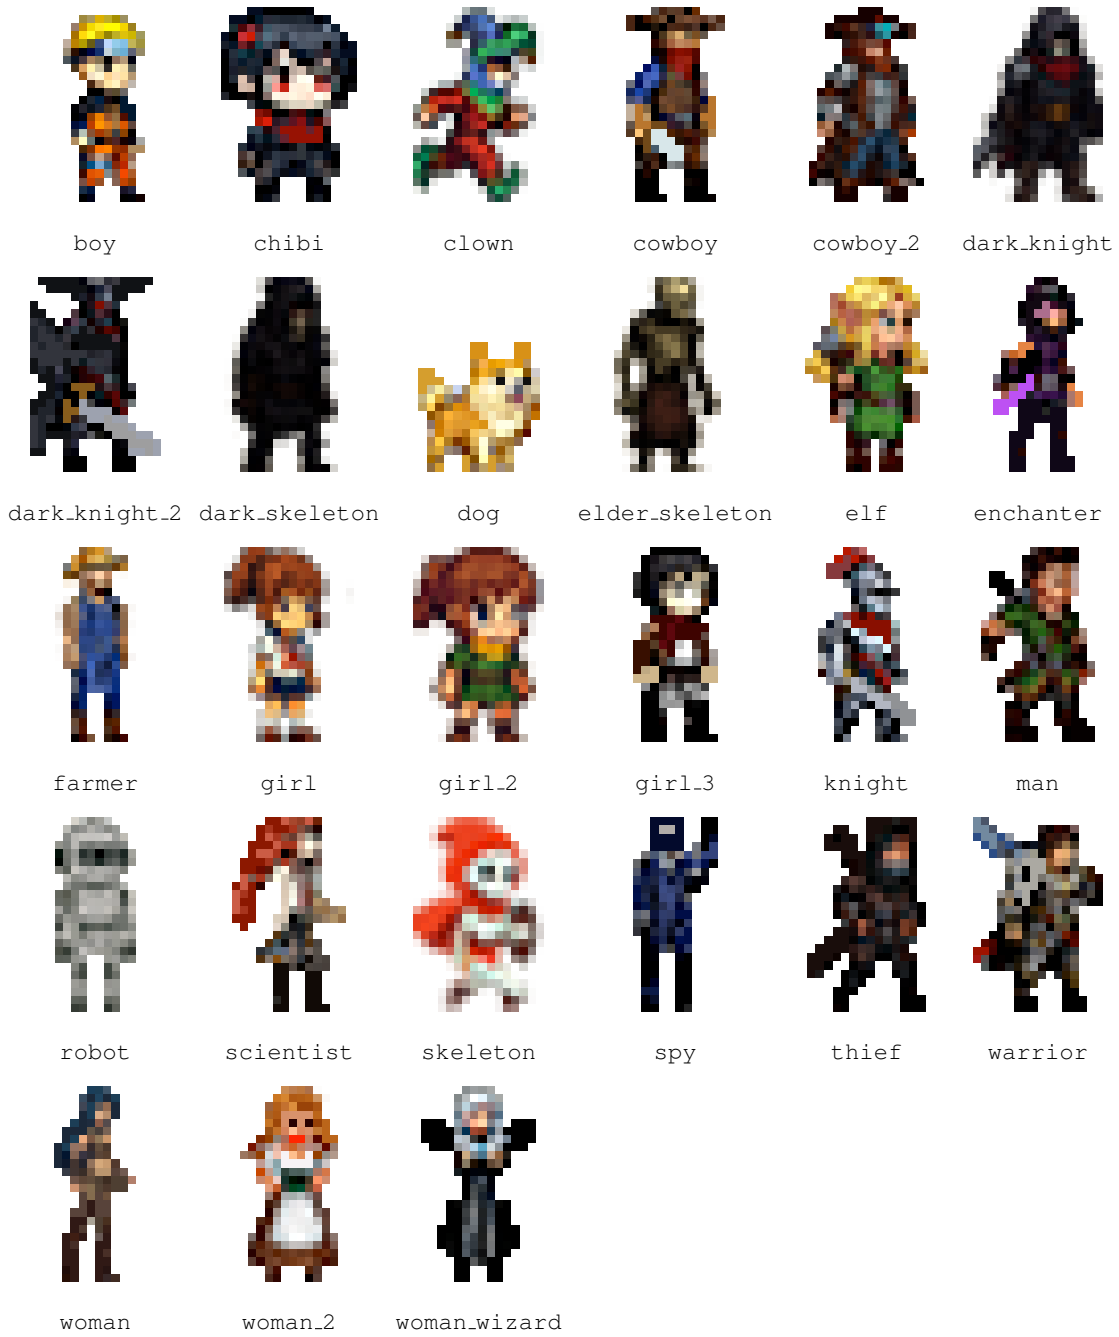 boy chibi clown cowboy cowboy_2 dark_knight
dark_knight_2 dark_skeleton dog elder_skeleton elf enchanter
farmer girl girl_2 girl_3 knight man
robot scientist skeleton spy thief warrior
woman woman_2 woman_wizard